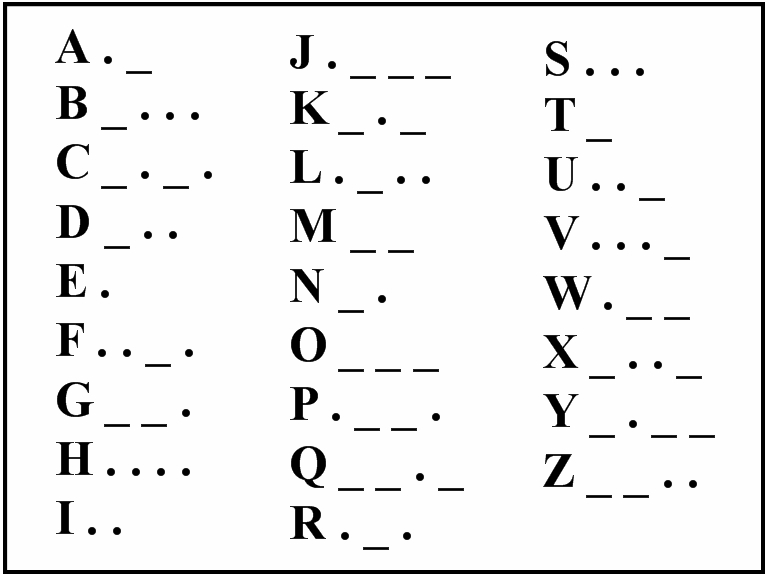 A . _
B _ . . .
C _ . _ .
D _ . .
E .
F . . _ .
G _ _ .
H . . . .
I . .
J . _ _ _
K _ . _
L . _ . .
M _ _
N _ .
O _ _ _
P . _ _ .
Q _ _ . _
R . _ .
S . . .
T _
U . . _
V . . . _
W . _ _
X _ . . _
Y _ . _ _
Z _ _ . .